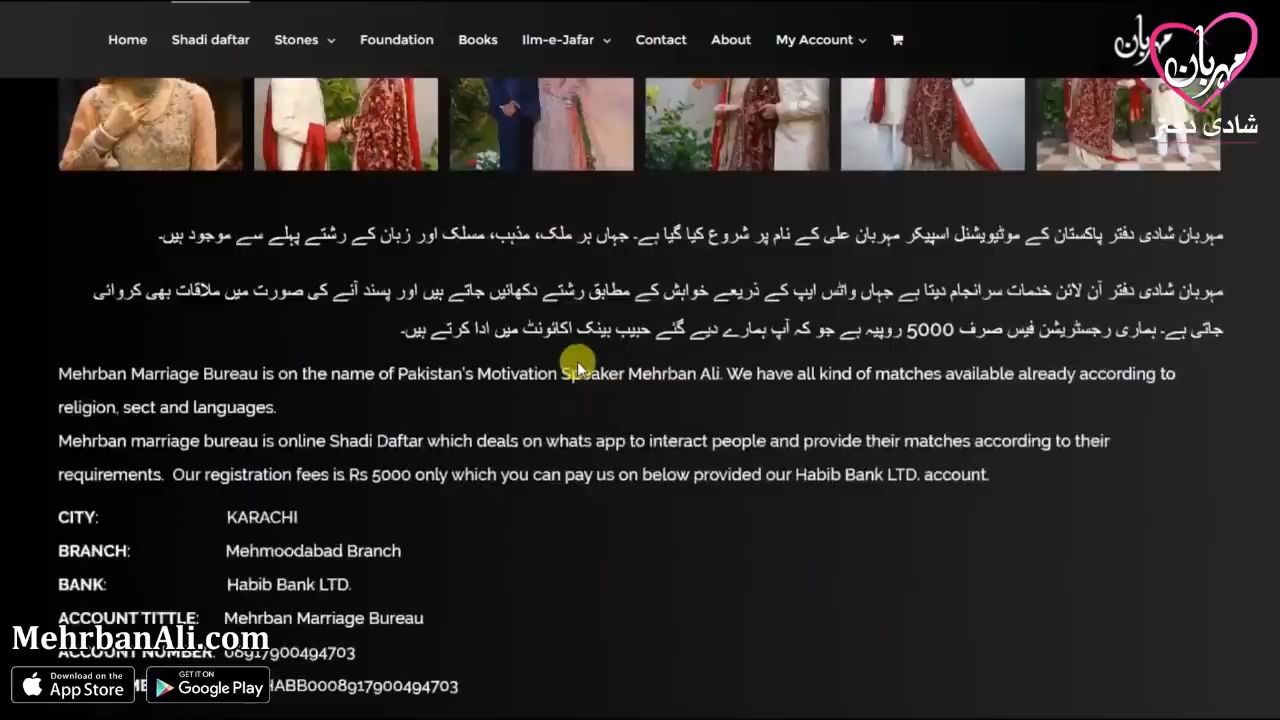 Home Shadi daftar Stones Foundation Books Ilm-e-Jafar Contact About My Account
مہربان
مہربان
شادی دفتر
مہربان شادی دفتر پاکستان کے موٹیویشنل اسپیکر مہربان علی کے نام پر شروع کیا گیا ہے۔ جہاں ہر ملک، مذہب، مسلک اور زبان کے رشتے پہلے سے موجود ہیں۔
مہربان شادی دفتر آن لائن خدمات سرانجام دیتا ہے جہاں واٹس ایپ کے ذریعے خواہش کے مطابق رشتے دکھائیں جاتے ہیں اور پسند آنے کی صورت میں ملاقات بھی کروائی
جاتی ہے۔ ہماری رجسٹریشن فیس صرف 5000 روپیہ ہے جو کہ آپ ہمارے دیے گئے حبیب بینک اکائونٹ میں ادا کرتے ہیں۔
Mehrban Marriage Bureau is on the name of Pakistan's Motivation Speaker Mehrban Ali. We have all kind of matches available already according to
religion, sect and languages.
Mehrban marriage bureau is online Shadi Daftar which deals on whats app to interact people and provide their matches according to their
requirements. Our registration fees is Rs 5000 only which you can pay us on below provided our Habib Bank LTD. account.
CITY: KARACHI
BRANCH: Mehmoodabad Branch
BANK: Habib Bank LTD.
ACCOUNT TITTLE: Mehrban Marriage Bureau
MehrbanAli.com
ACCOUNT NUMBER: 08917900494703
HABB0008917900494703
Download on the
App Store
GET IT ON
Google Play